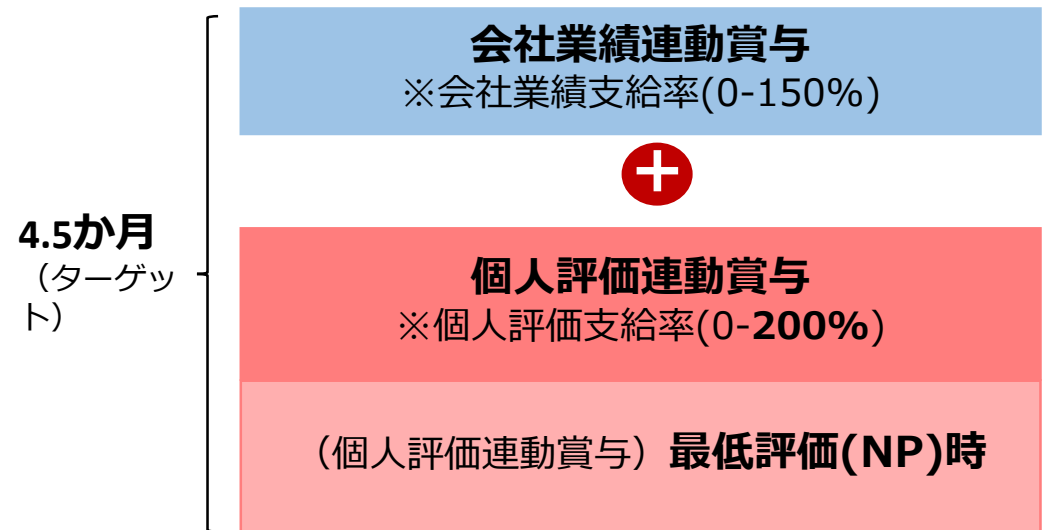 会社業績連動賞与
※会社業績支給率(0-150%)
4.5か月
（ターゲッ
ト）
個人評価連動賞与
※個人評価支給率(0-200%)
（個人評価連動賞与）最低評価(NP)時